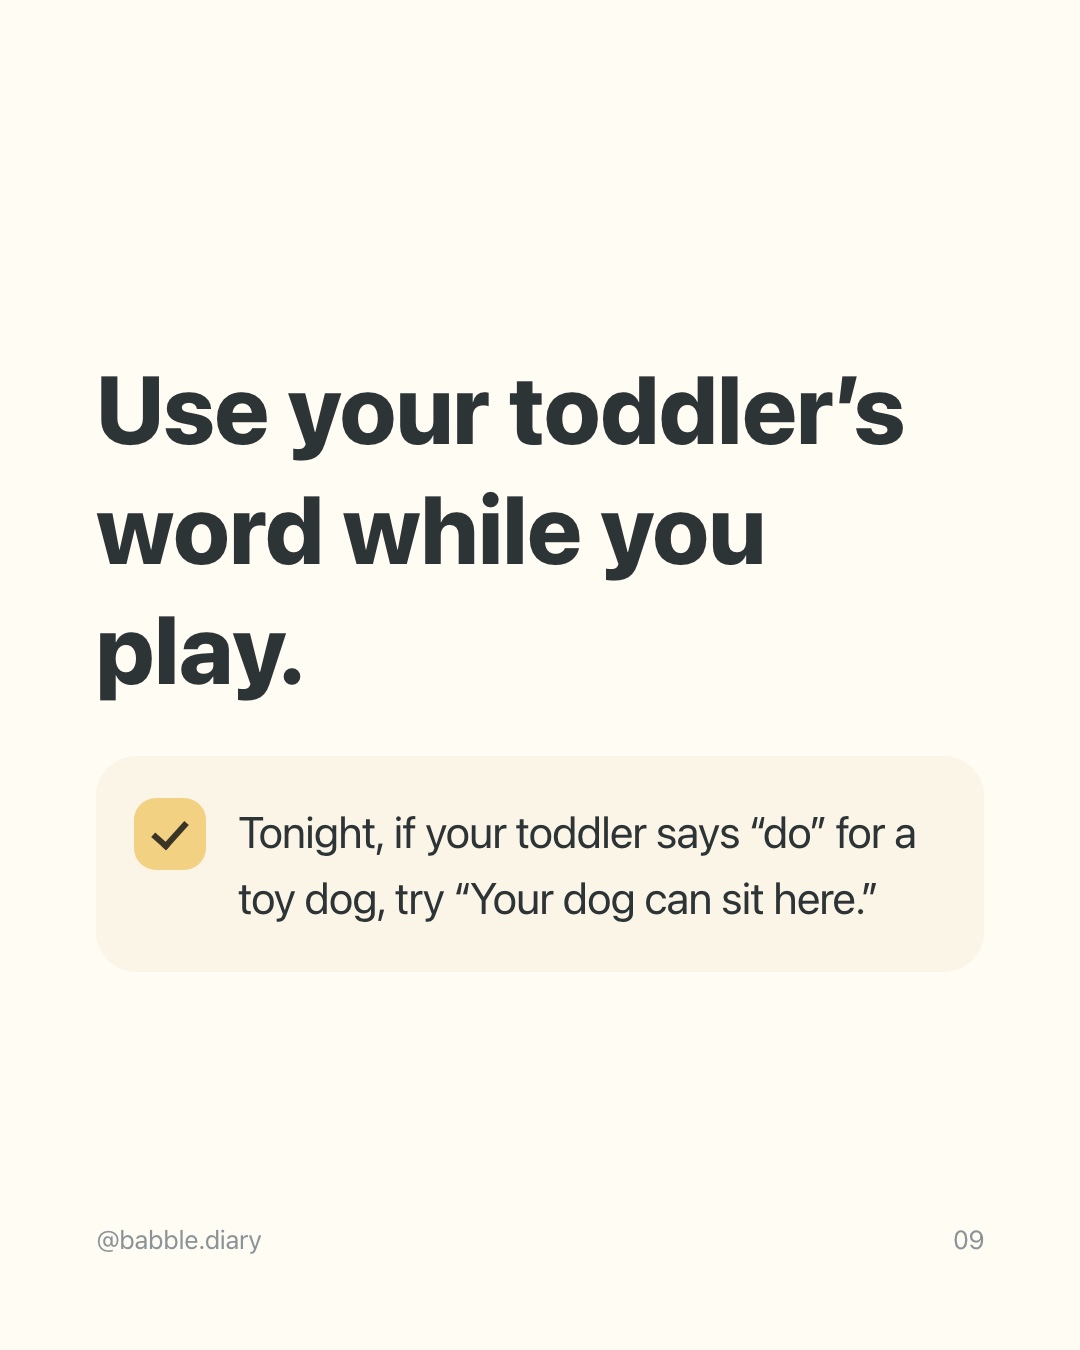 Use your toddler’s
word while you
play.
Tonight, if your toddler says “do” for a
toy dog, try “Your dog can sit here.”
@babble.diary
09